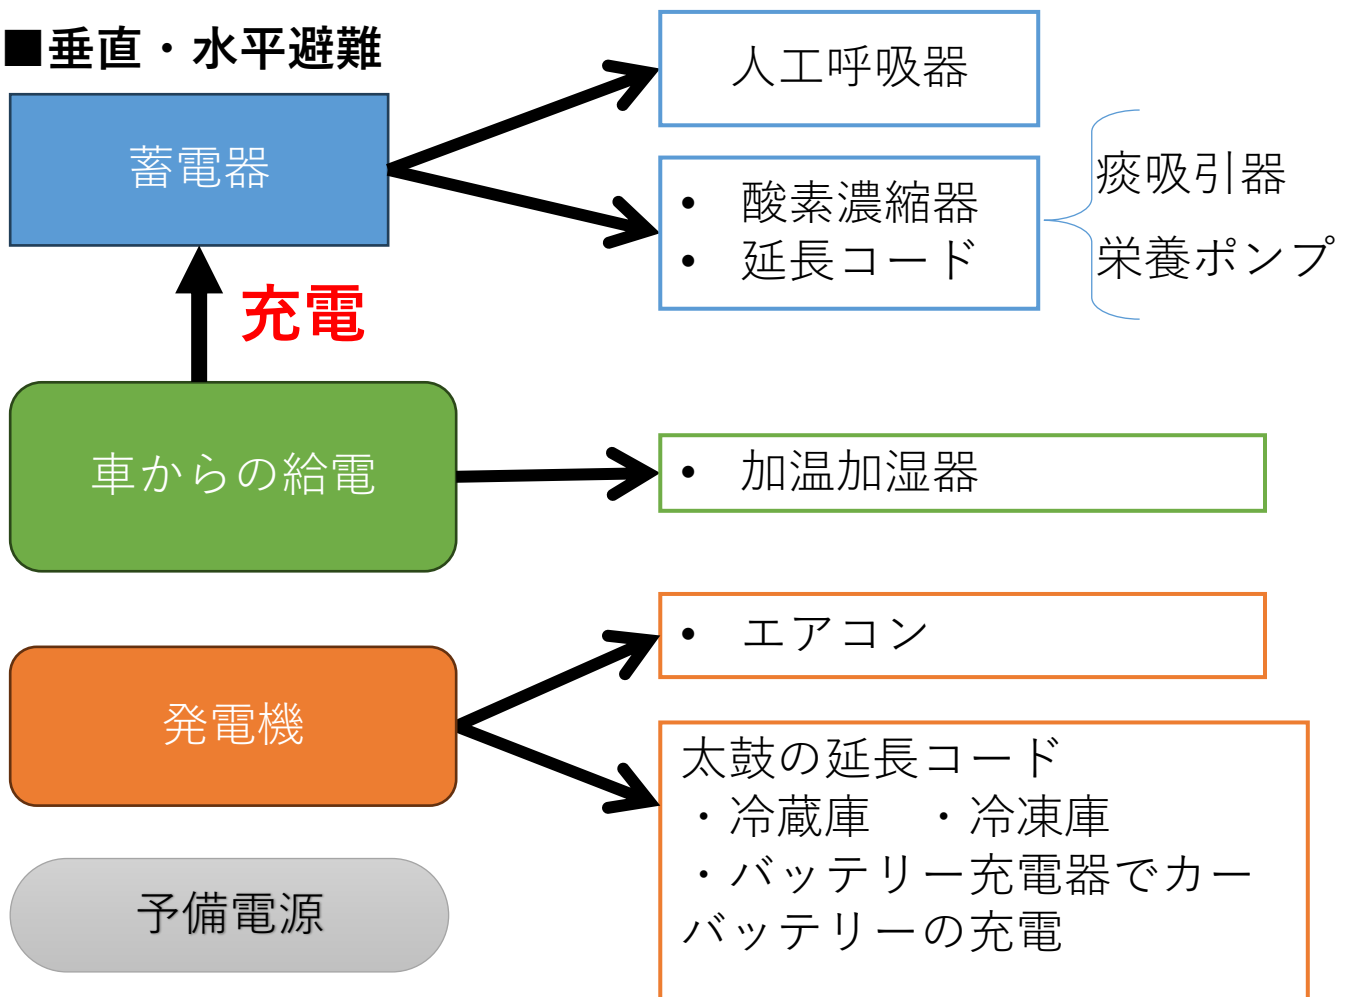 ■垂直・水平避難
蓄電器
人工呼吸器
• 酸素濃縮器
• 延長コード
痰吸引器
栄養ポンプ
充電
車からの給電
• 加温加湿器
発電機
• エアコン
太鼓の延長コード
・冷蔵庫　・冷凍庫
・バッテリー充電器でカー
バッテリーの充電
予備電源